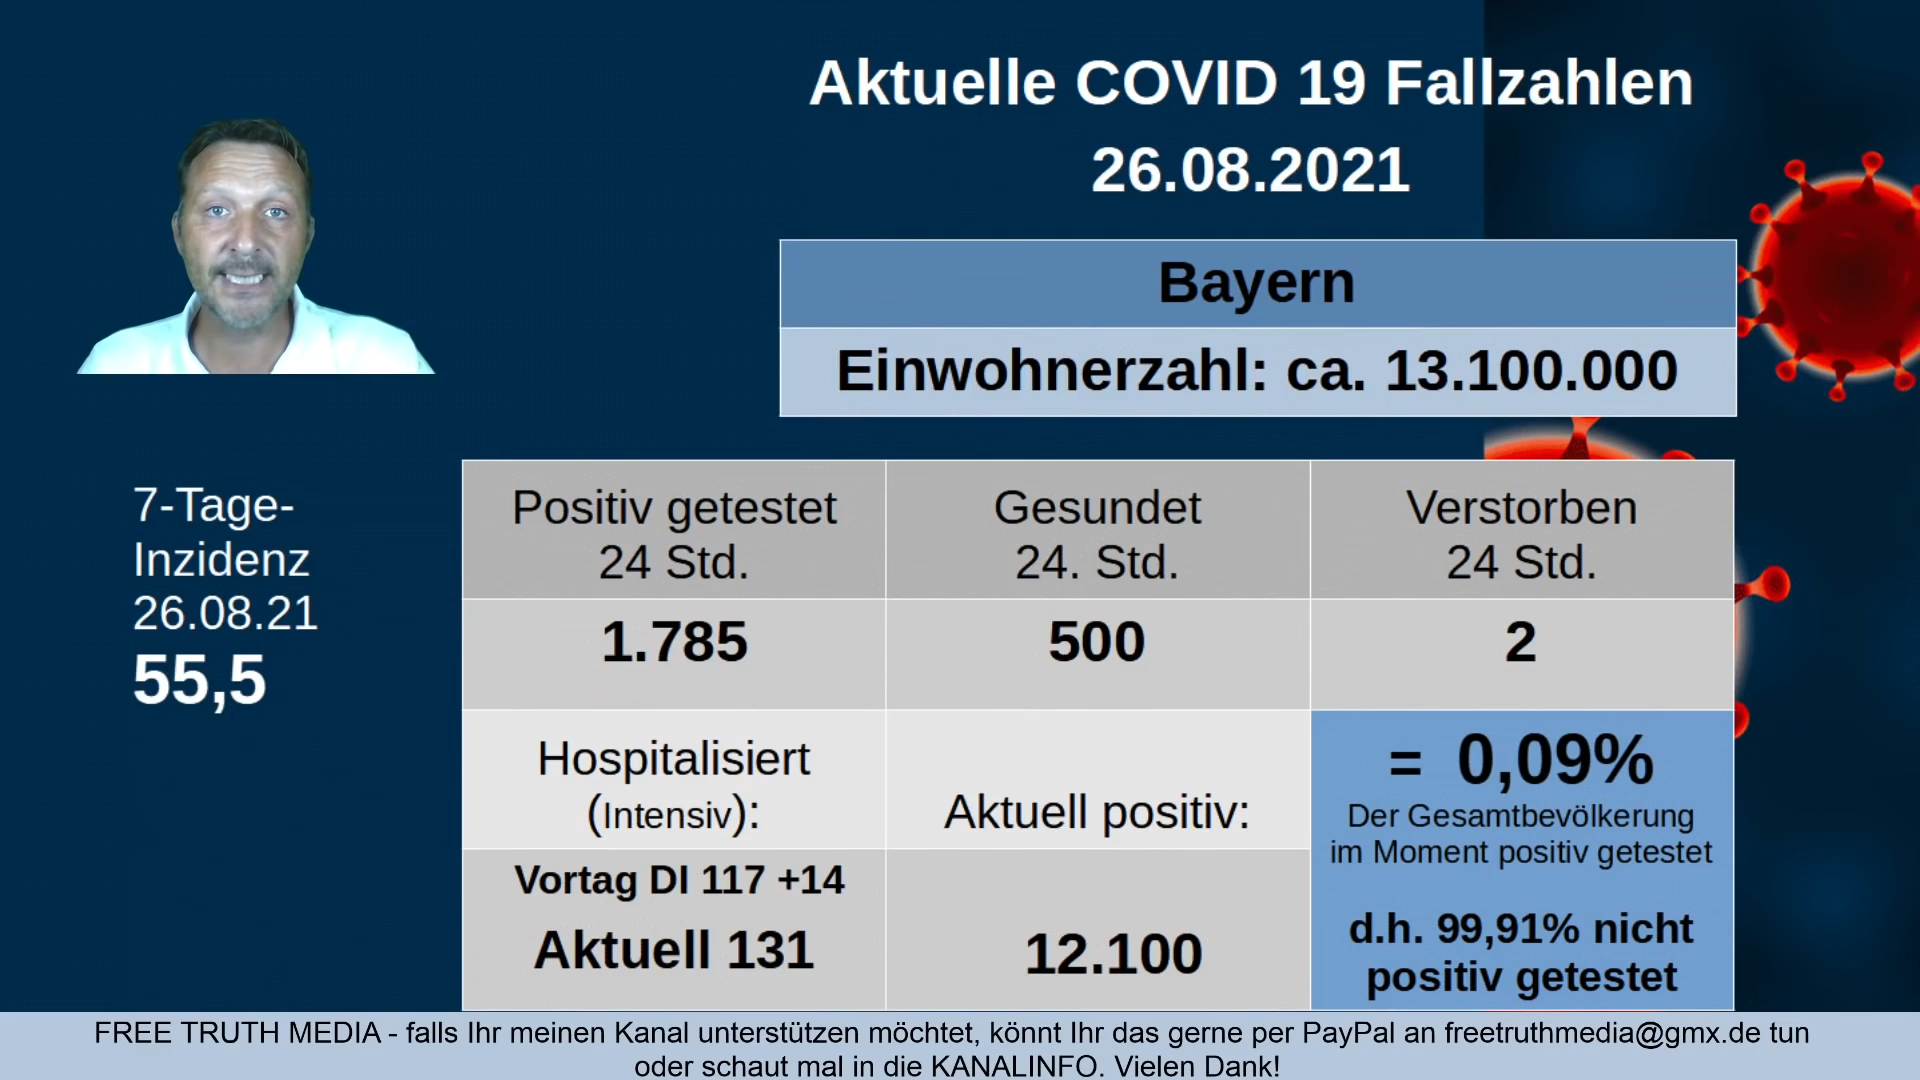 Aktuelle COVID 19 Fallzahlen
26.08.2021
Bayern
Einwohnerzahl: ca. 13.100.000
7-Tage-
Inzidenz
26.08.21
55,5
Positiv getestet
24 Std.
Gesundet
24. Std.
Verstorben
24 Std.
1.785
500
2
Hospitalisiert
(Intensiv):
Aktuell positiv:
= 0,09%
Der Gesamtbevölkerung
im Moment positiv getestet
d.h. 99,91% nicht
positiv getestet
Vortag DI 117 +14
Aktuell 131
12.100
FREE TRUTH MEDIA - falls Ihr meinen Kanal unterstützen möchtet, könnt Ihr das gerne per PayPal an freetruthmedia@gmx.de tun
oder schaut mal in die KANALINFO. Vielen Dank!